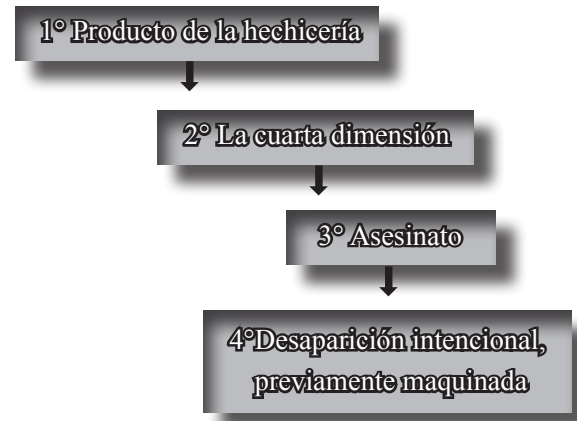 1° Producto de la hechicería
2° La cuarta dimensión
3° Asesinato
4°Desaparición intencional,
previamente maquinada